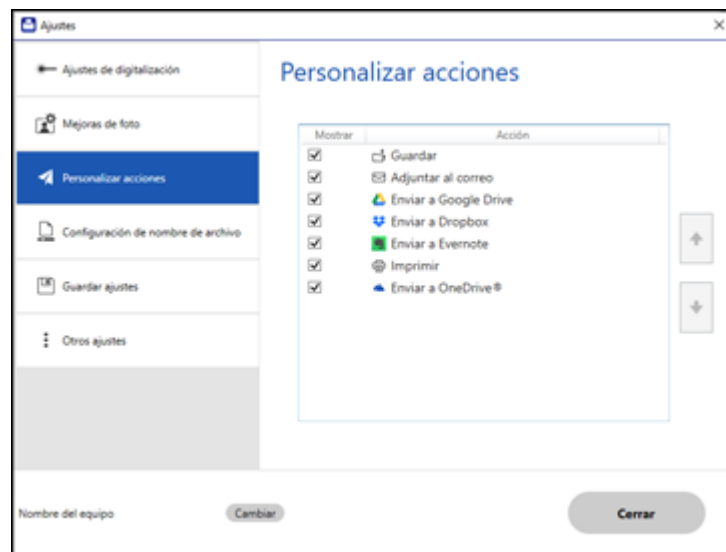 Ajustes
Ajustes de digitalización
Mejoras de foto
Personalizar acciones
Configuración de nombre de archivo
Guardar ajustes
Otros ajustes
Personalizar acciones
Mostrar Acción
Guardar
Adjuntar al correo
Enviar a Google Drive
Enviar a Dropbox
Enviar a Evernote
Imprimir
Enviar a OneDrive®
Nombre del equipo Cambiar Cerrar